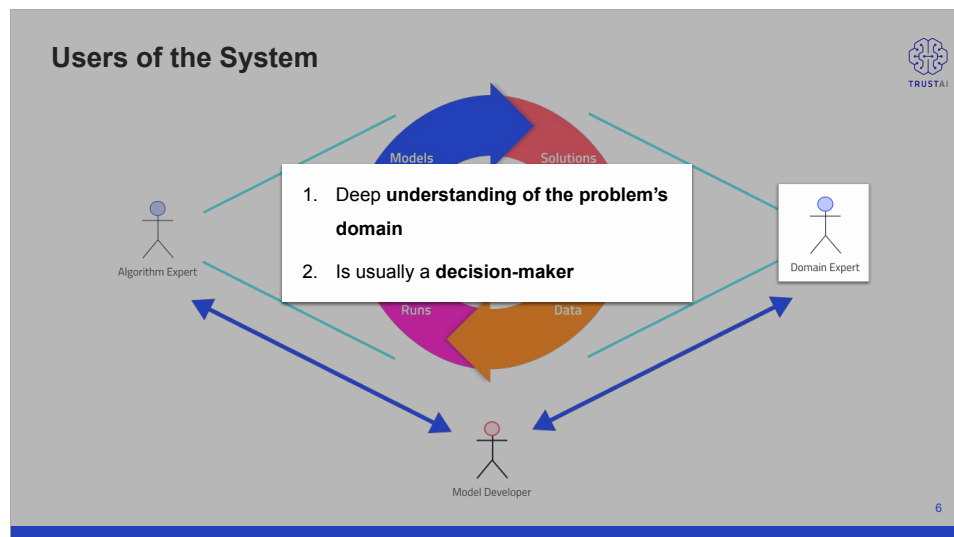 Users of the System
TRUSTAI
Models
Solutions
1. Deep understanding of the problem's
domain
2. Is usually a decision-maker
Algorithm Expert
Domain Expert
Runs
Data
Model Developer
6